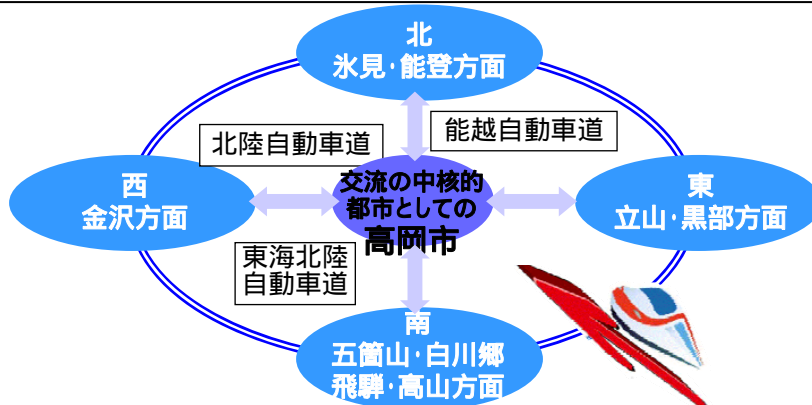 北
氷見・能登方面
北陸自動車道
能越自動車道
西
金沢方面
交流の中核的
都市としての
高岡市
東
立山・黒部方面
東海北陸
自動車道
南
五箇山・白川郷
飛騨・高山方面